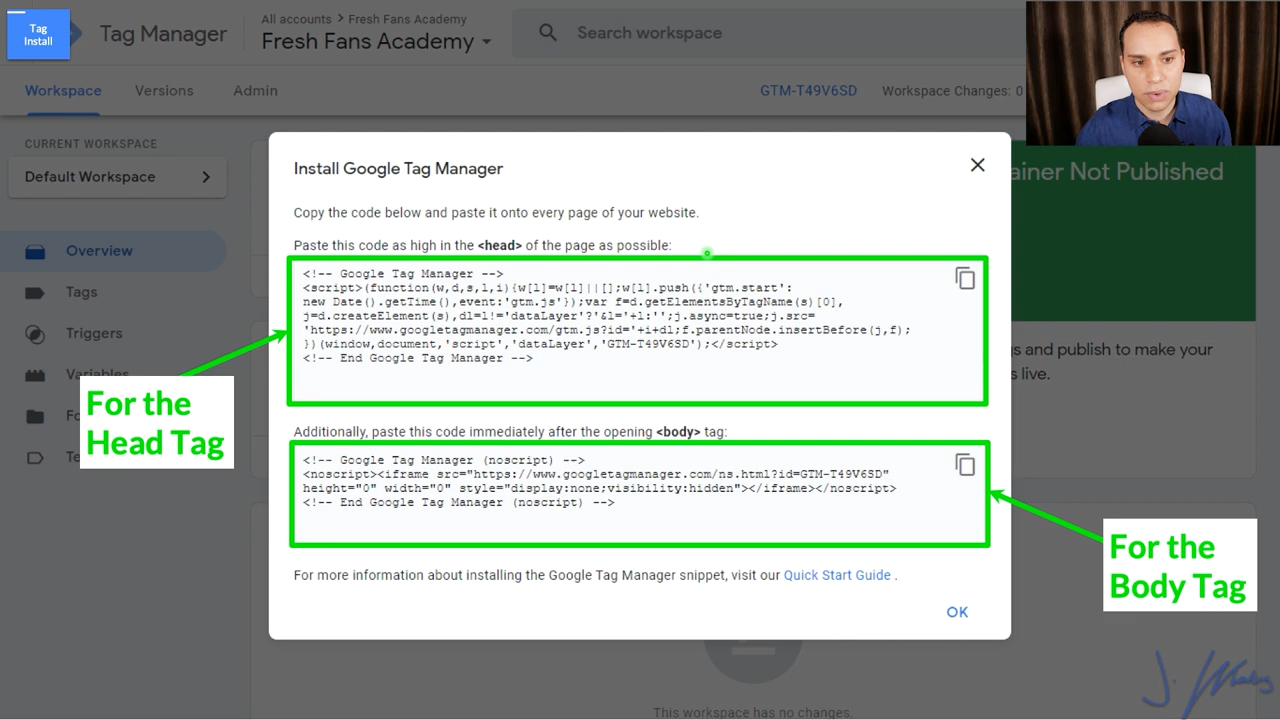 Tag
Install
Tag Manager
All accounts > Fresh Fans Academy
Fresh Fans Academy
Search workspace
Workspace
Versions
Admin
GTM-T49V6SD
Workspace Changes: 0
CURRENT WORKSPACE
Default Workspace
Overview
Tags
Triggers
Variables
For the
Head Tag
Install Google Tag Manager
Copy the code below and paste it onto every page of your website.
Paste this code as high in the <head> of the page as possible:
<!-- Google Tag Manager -->
<script>(function(w,d,s,l,i){w[l]=w[l]||[];w[l].push({'gtm.start':
new Date().getTime(),event:'gtm.js'});var f=d.getElementsByTagName(s)[0],
j=d.createElement(s),dl=l!='dataLayer'?'&l='+l:'';j.async=true;j.src=
'https://www.googletagmanager.com/gtm.js?id='+i+dl;f.parentNode.insertBefore(j,f);
})(window,document,'script','dataLayer','GTM-T49V6SD');</script>
<!-- End Google Tag Manager -->
Additionally, paste this code immediately after the opening <body> tag:
<!-- Google Tag Manager (noscript) -->
<noscript><iframe src="https://www.googletagmanager.com/ns.html?id=GTM-T49V6SD"
height="0" width="0" style="display:none;visibility:hidden"></iframe></noscript>
<!-- End Google Tag Manager (noscript) -->
For more information about installing the Google Tag Manager snippet, visit our Quick Start Guide .
OK
ainer Not Published
gs and publish to make your
s live.
For the
Body Tag
This workspace has no changes.